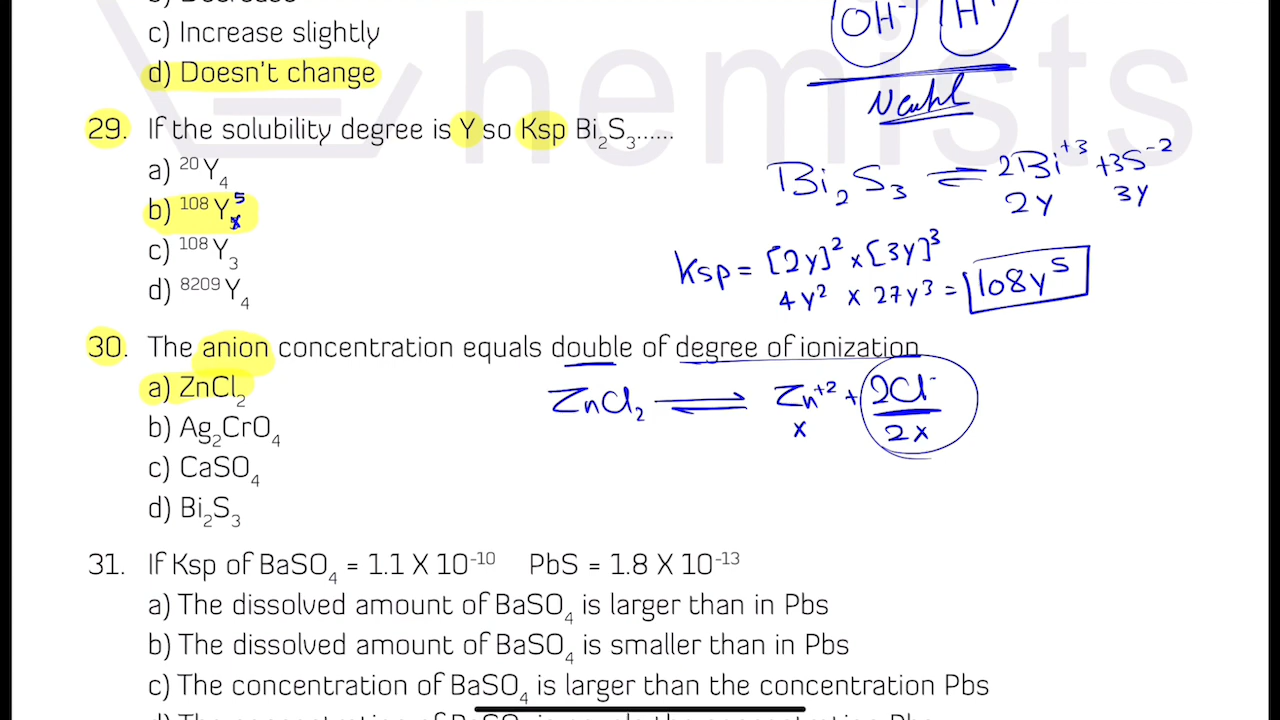 b) Decrease
c) Increase slightly
d) Doesn't change
OH⁻ H⁺
29. If the solubility degree is Y so Ksp Bi₂S₃......
a) ²⁰Y₄
b) ¹⁰⁸Y⁵ₓ
c) ¹⁰⁸Y₃
d) ⁸²⁰⁹Y₄
Bi₂S₃ ⇌ 2Bi⁺³ + 3S⁻²
2Y 3Y
Ksp = [2y]² × [3y]³
4y² × 27y³ = 108y⁵
30. The anion concentration equals double of degree of ionization
a) ZnCl₂
b) Ag₂CrO₄
c) CaSO₄
d) Bi₂S₃
ZnCl₂ ⇌ Zn⁺² + 2Cl⁻
x 2x
31. If Ksp of BaSO₄ = 1.1 X 10⁻¹⁰ PbS = 1.8 X 10⁻¹³
a) The dissolved amount of BaSO₄ is larger than in Pbs
b) The dissolved amount of BaSO₄ is smaller than in Pbs
c) The concentration of BaSO₄ is larger than the concentration Pbs
hemists